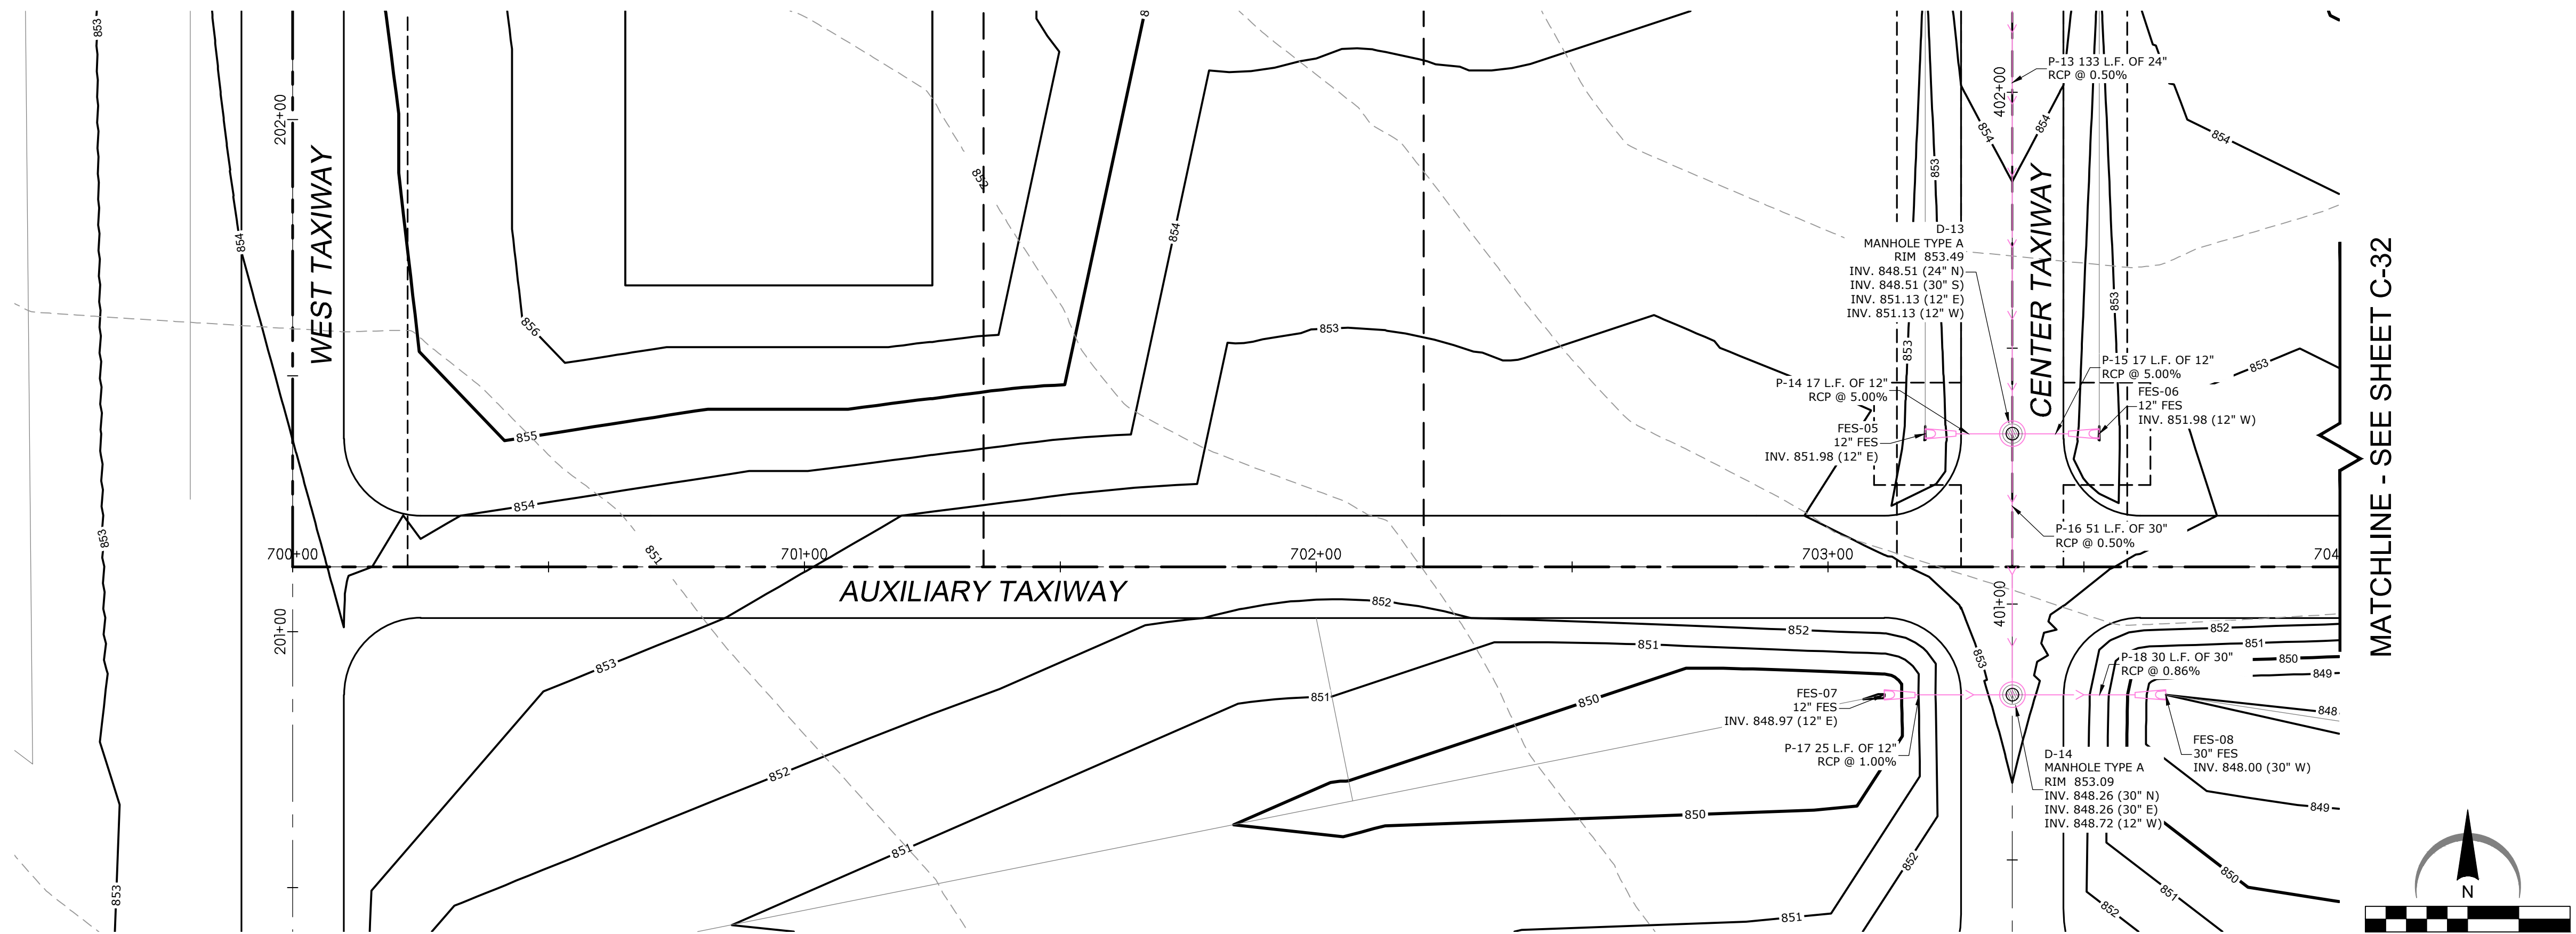 853
8
P-13 133 L.F. OF 24"
RCP @ 0.50%
202+00
402+00
854
854
854
WEST TAXIWAY
853
853
852
CENTER TAXIWAY
854
854
D-13
MANHOLE TYPE A
RIM  853.49
INV. 848.51 (24" N)
INV. 848.51 (30" S)
INV. 851.13 (12" E)
INV. 851.13 (12" W)
853
856
853
853
P-15 17 L.F. OF 12"
RCP @ 5.00%
853
P-14 17 L.F. OF 12"
RCP @ 5.00%
FES-06
12" FES
INV. 851.98 (12" W)
FES-05
12" FES
INV. 851.98 (12" E)
855
854
P-16 51 L.F. OF 30"
RCP @ 0.50%
MATCHLINE - SEE SHEET C-32
700+00
701+00
702+00
703+00
704
851
AUXILIARY TAXIWAY
852
401+00
201+00
852
852
851
851
853
853
850
P-18 30 L.F. OF 30"
RCP @ 0.86%
849
FES-07
12" FES
INV. 848.97 (12" E)
851
850
848
P-17 25 L.F. OF 12"
RCP @ 1.00%
FES-08
30" FES
INV. 848.00 (30" W)
D-14
MANHOLE TYPE A
RIM  853.09
INV. 848.26 (30" N)
INV. 848.26 (30" E)
INV. 848.72 (12" W)
852
849
850
851
852
850
851
853
851
852
N